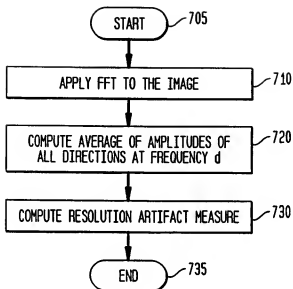 START
705
APPLY FFT TO THE IMAGE
710
COMPUTE AVERAGE OF AMPLITUDES OF
ALL DIRECTIONS AT FREQUENCY d
720
COMPUTE RESOLUTION ARTIFACT MEASURE
730
END
735